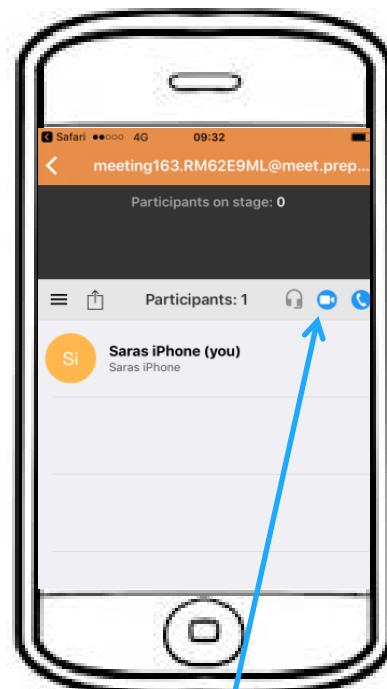 Safari 4G 09:32
meeting163.RM62E9ML@meet.prep...
Participants on stage: 0
Participants: 1
Si
Saras iPhone (you)
Saras iPhone